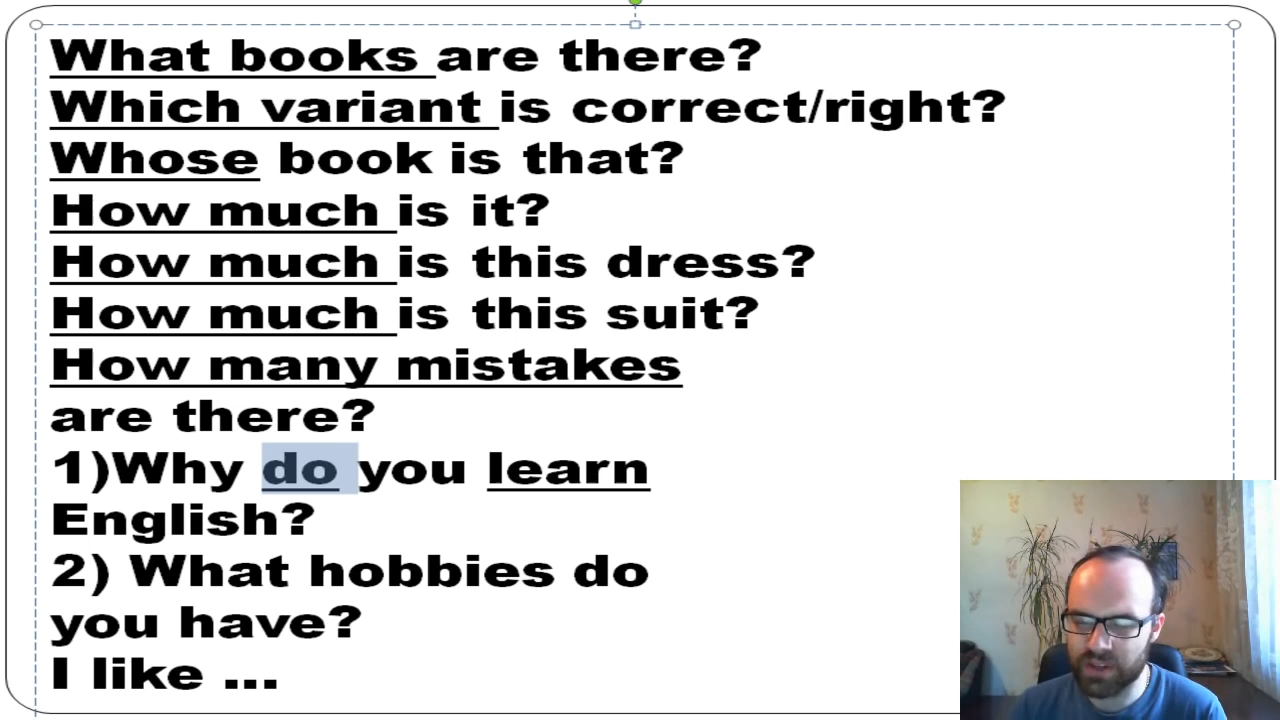 What books are there?
Which variant is correct/right?
Whose book is that?
How much is it?
How much is this dress?
How much is this suit?
How many mistakes
are there?
1)Why do you learn
English?
2) What hobbies do
you have?
I like ...